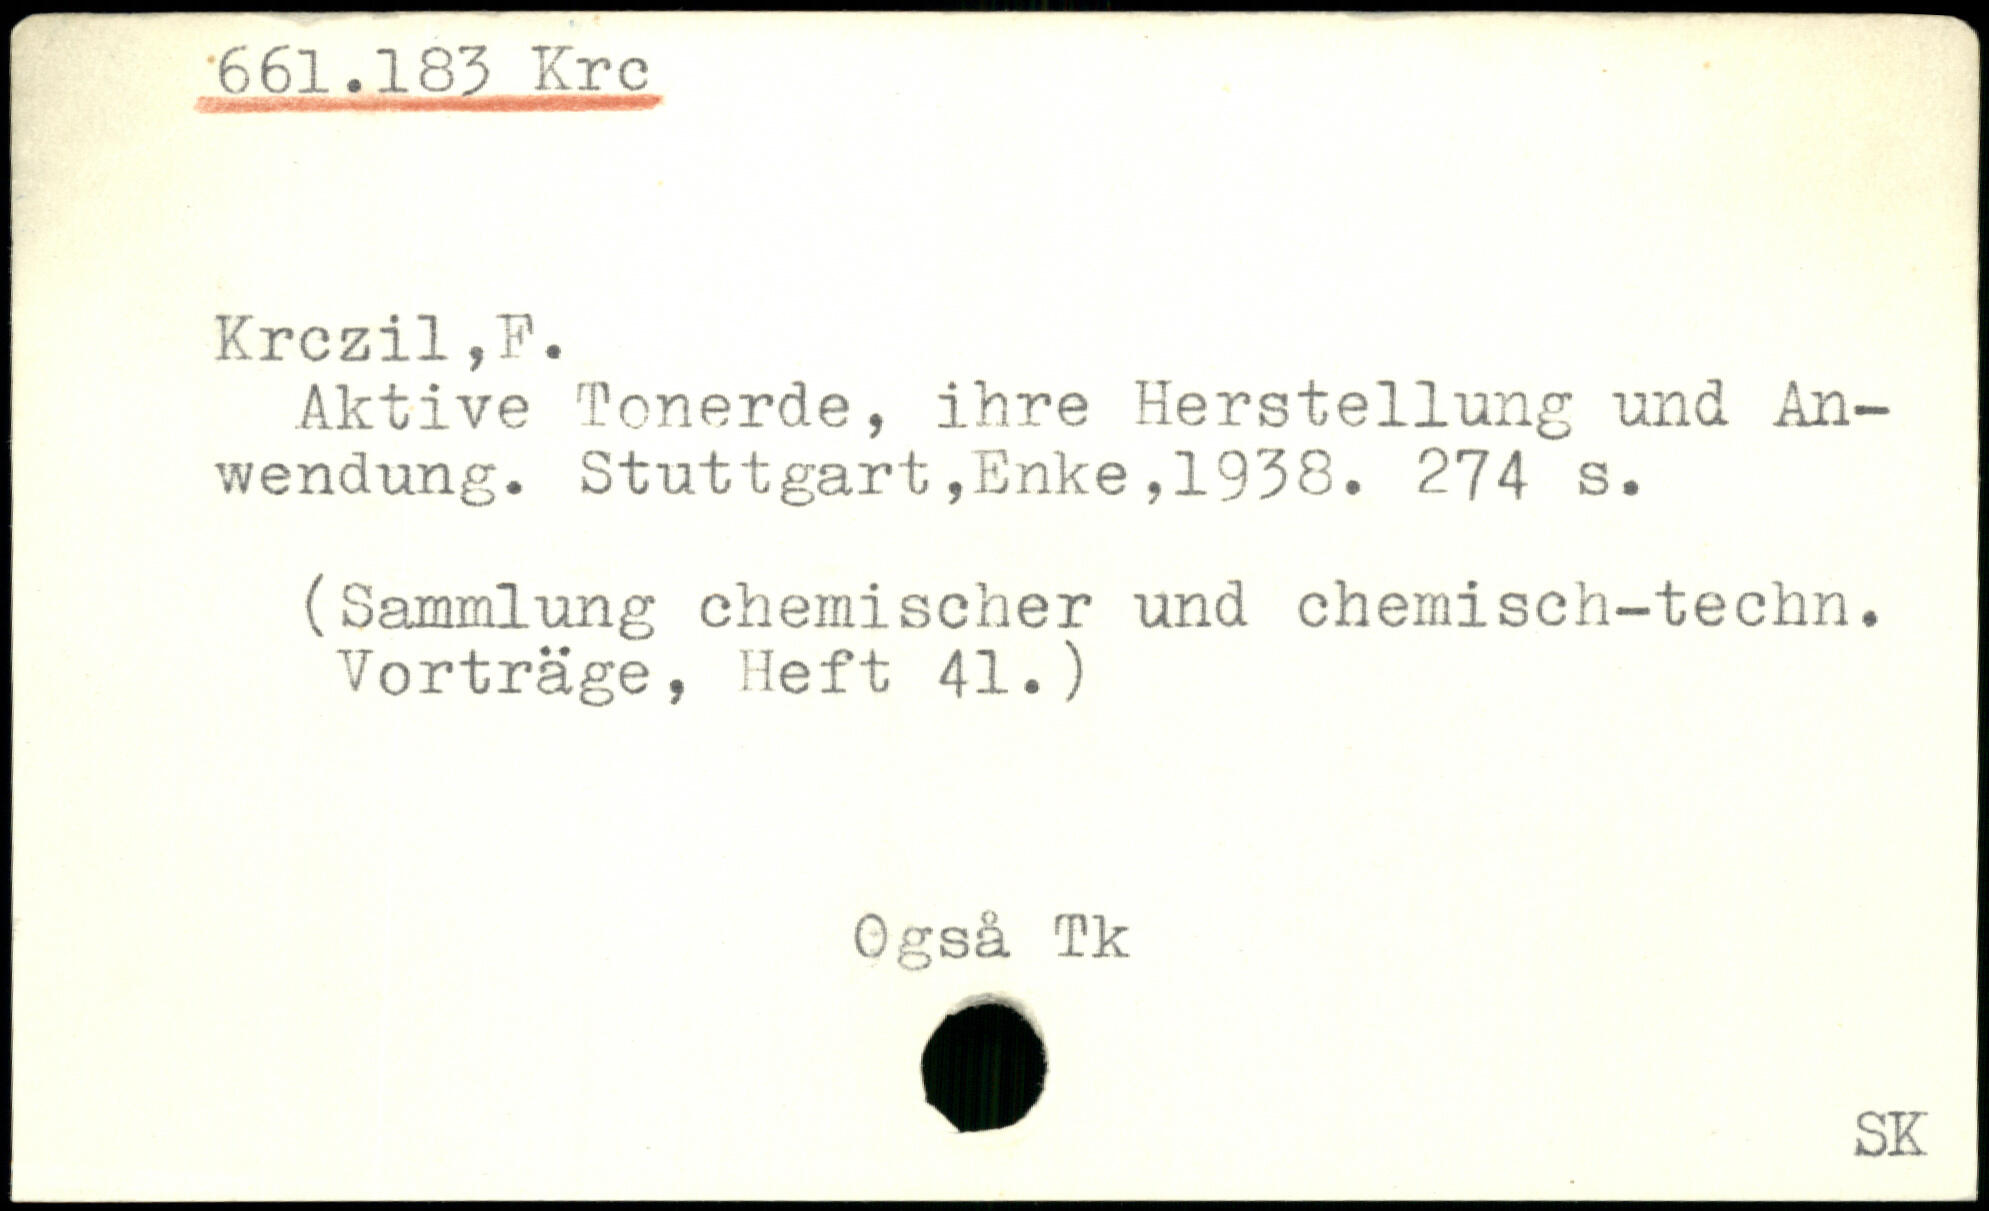 661.183 Krc
Krczil,F.
Aktive Tonerde, ihre Herstellung und An-
wendung. Stuttgart,Enke,1938. 274 s.
(Sammlung chemischer und chemisch-techn.
Vorträge, Heft 41.)
Også Tk
SK